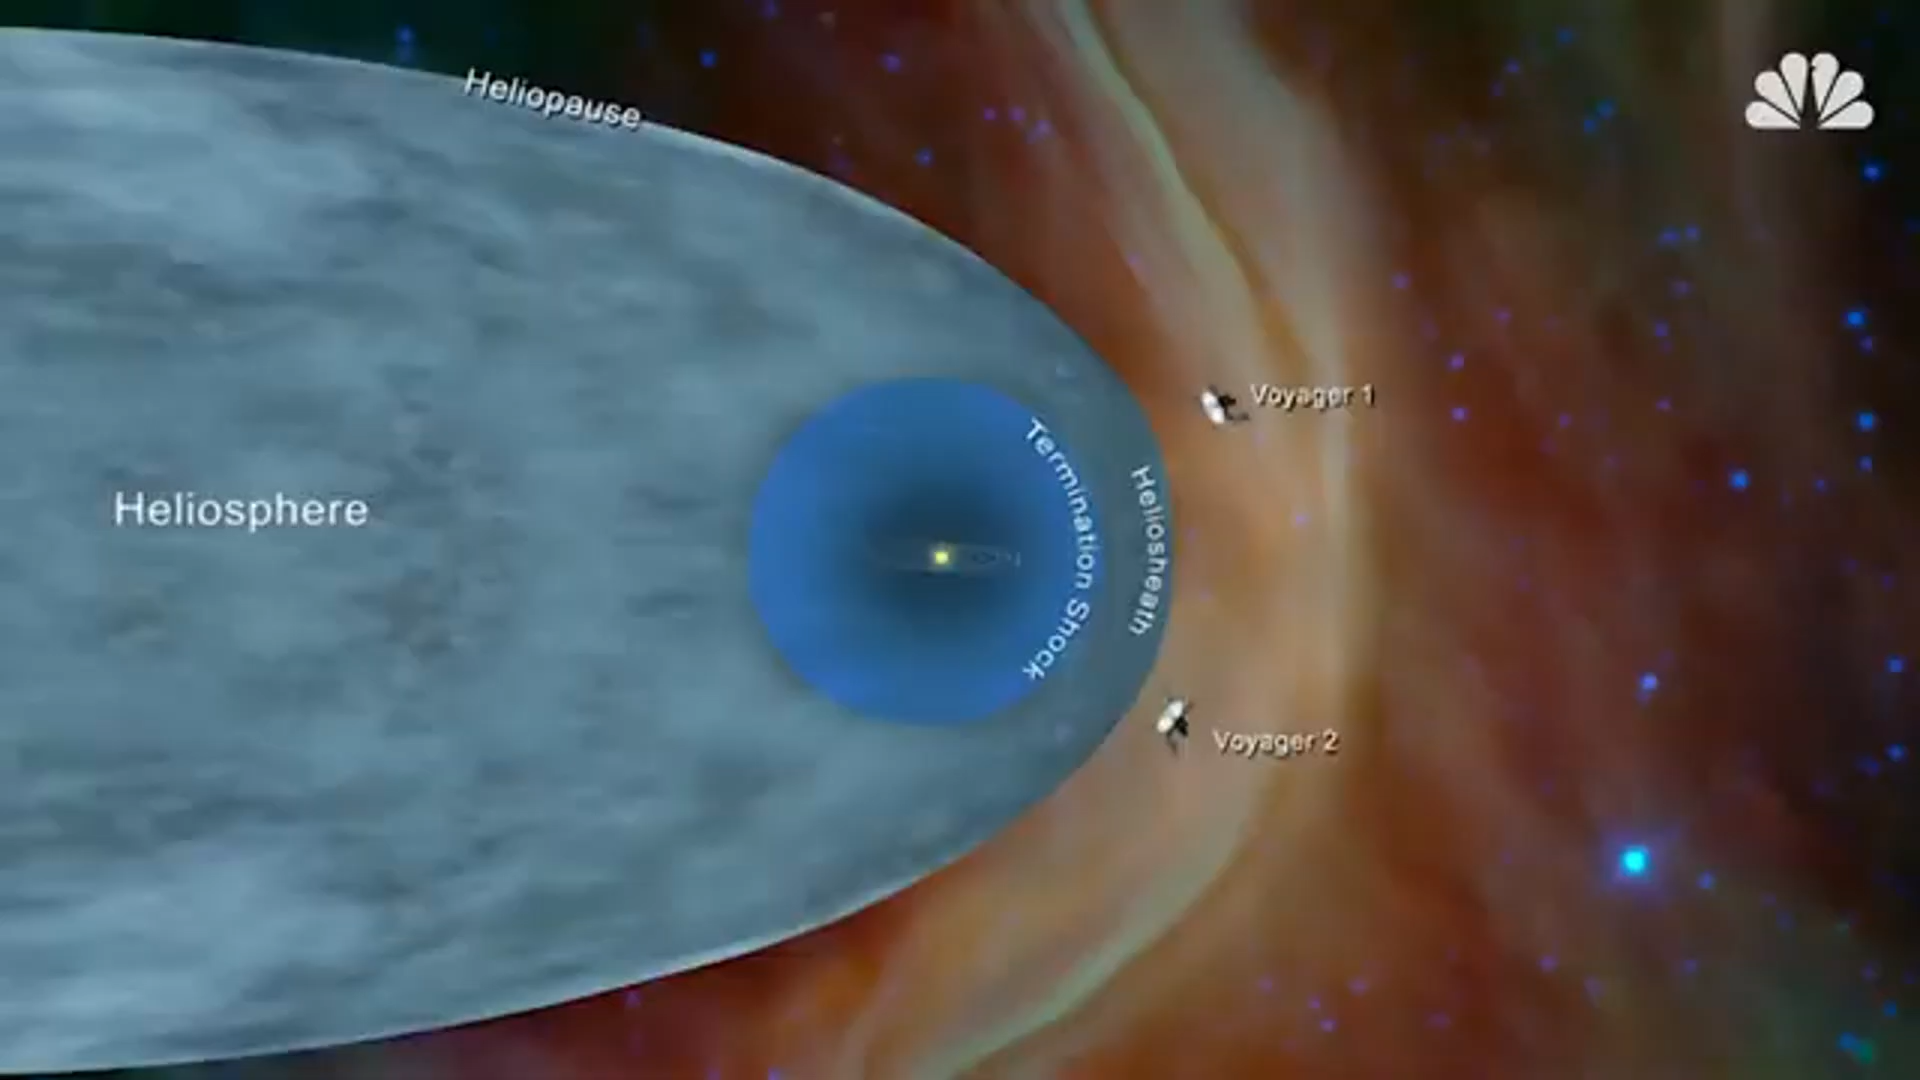 Heliopause
Voyager 1
Termination Shock
Heliosheath
Heliosphere
Voyager 2